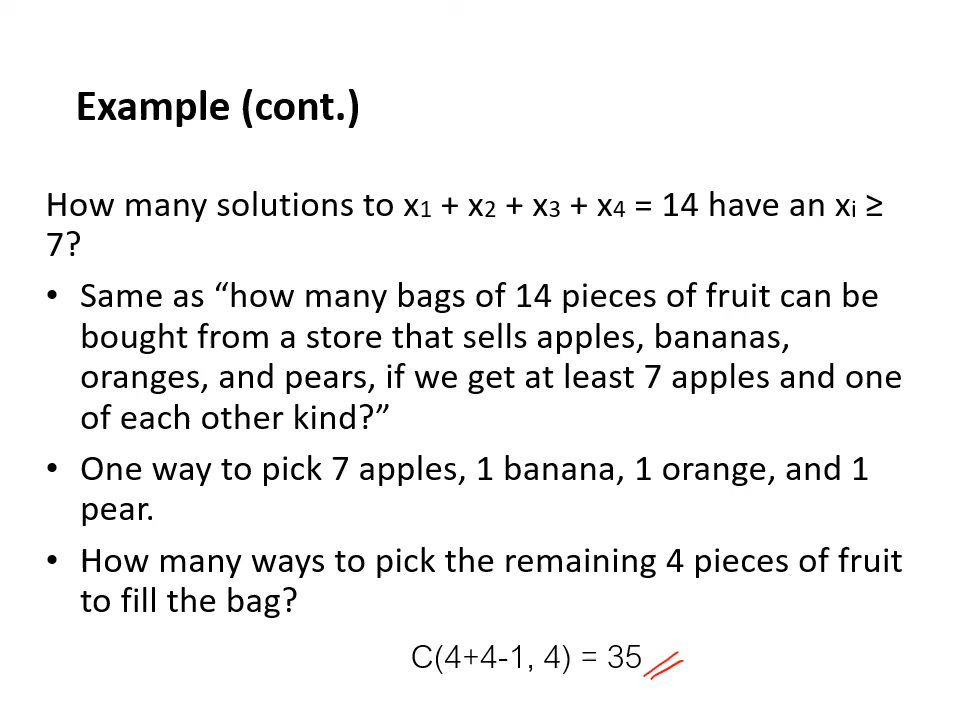 Example (cont.)
How many solutions to x1 + x2 + x3 + x4 = 14 have an xi ≥
7?
• Same as “how many bags of 14 pieces of fruit can be
bought from a store that sells apples, bananas,
oranges, and pears, if we get at least 7 apples and one
of each other kind?”
• One way to pick 7 apples, 1 banana, 1 orange, and 1
pear.
• How many ways to pick the remaining 4 pieces of fruit
to fill the bag?
C(4+4-1, 4) = 35